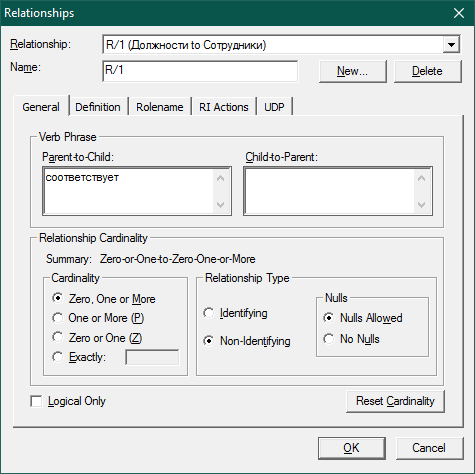 Relationships
Relationship: R/1 (Должности to Сотрудники)
Name: R/1 New... Delete
General Definition Rolename RI Actions UDP
Verb Phrase
Parent-to-Child: Child-to-Parent:
соответствует
Relationship Cardinality
Summary: Zero-or-One-to-Zero-One-or-More
Cardinality Relationship Type
Zero, One or More Identifying Nulls
One or More (P) Nulls Allowed
Zero or One (Z) Non-Identifying No Nulls
Exactly:
Logical Only Reset Cardinality
OK Cancel